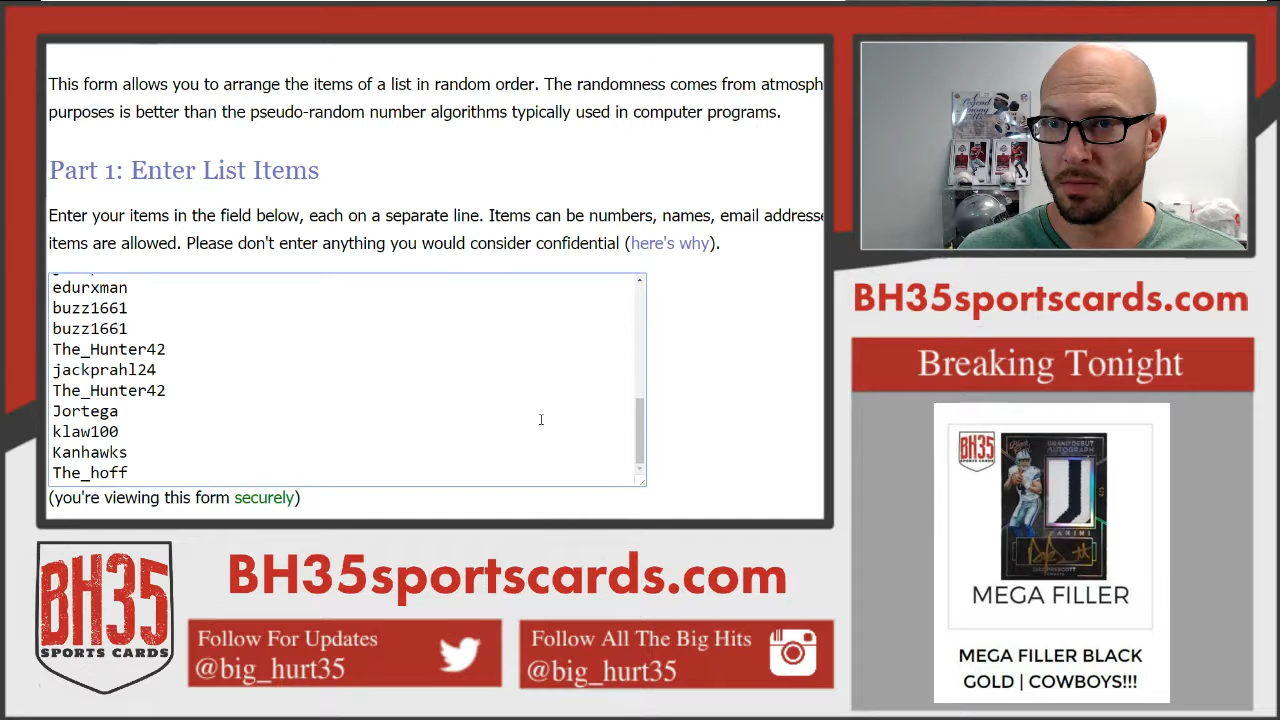 This form allows you to arrange the items of a list in random order. The randomness comes from atmosph
purposes is better than the pseudo-random number algorithms typically used in computer programs.
Part 1: Enter List Items
Enter your items in the field below, each on a separate line. Items can be numbers, names, email addresse
items are allowed. Please don't enter anything you would consider confidential (here's why).
edurxman
buzz1661
buzz1661
The_Hunter42
jackprahl24
The_Hunter42
Jortega
klaw100
Kanhawks
The_hoff
(you're viewing this form securely)
BH35sportscards.com
Breaking Tonight
BH35
SPORTS CARDS
GRAND DEBUT
AUTOGRAPH
PANINI
MEGA FILLER
MEGA FILLER BLACK
GOLD | COWBOYS!!!
BH35
SPORTS CARDS
BH35sportscards.com
Follow For Updates
@big_hurt35
Follow All The Big Hits
@big_hurt35